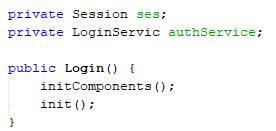 private Session ses;
private LoginServic authService;
public Login() {
initComponents();
init();
}